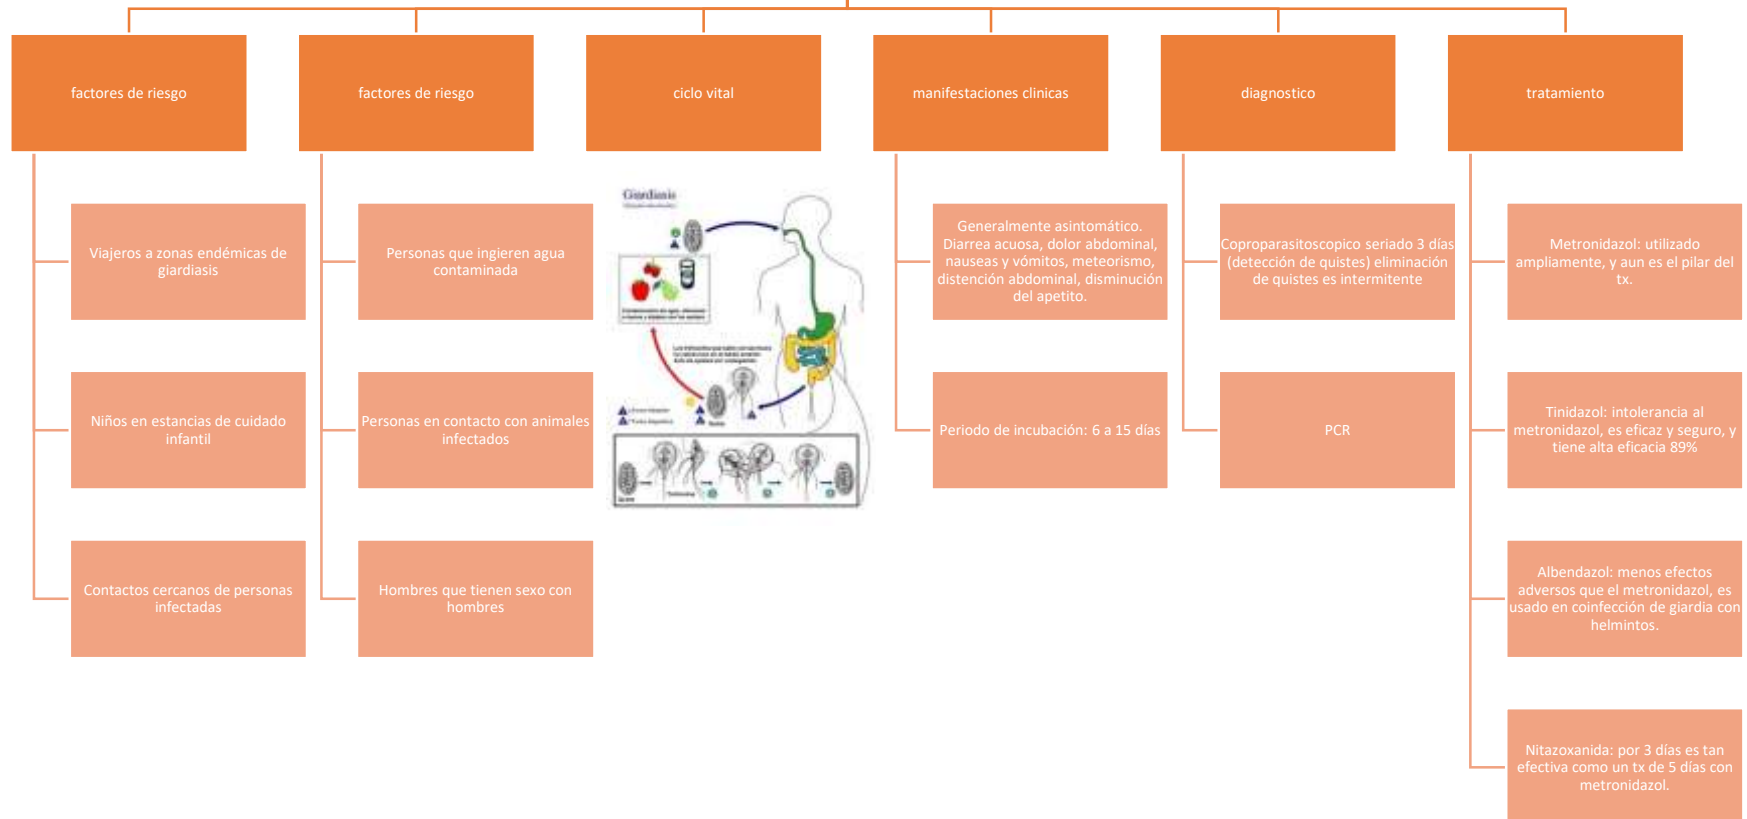 factores de riesgo
factores de riesgo
ciclo vital
manifestaciones clinicas
diagnostico
tratamiento
Viajeros a zonas endémicas de
giardiasis
Niños en estancias de cuidado
infantil
Contactos cercanos de personas
infectadas
Personas que ingieren agua
contaminada
Personas en contacto con animales
infectados
Hombres que tienen sexo con
hombres
Giardiasis
Generalmente asintomático.
Diarrea acuosa, dolor abdominal,
nauseas y vómitos, meteorismo,
distención abdominal, disminución
del apetito.
Periodo de incubación: 6 a 15 días
Coproparasitoscopico seriado 3 días
(detección de quistes) eliminación
de quistes es intermitente
PCR
Metronidazol: utilizado
ampliamente, y aun es el pilar del
tx.
Tinidazol: intolerancia al
metronidazol, es eficaz y seguro, y
tiene alta eficacia 89%
Albendazol: menos efectos
adversos que el metronidazol, es
usado en coinfección de giardia con
helmintos.
Nitazoxanida: por 3 días es tan
efectiva como un tx de 5 días con
metronidazol.